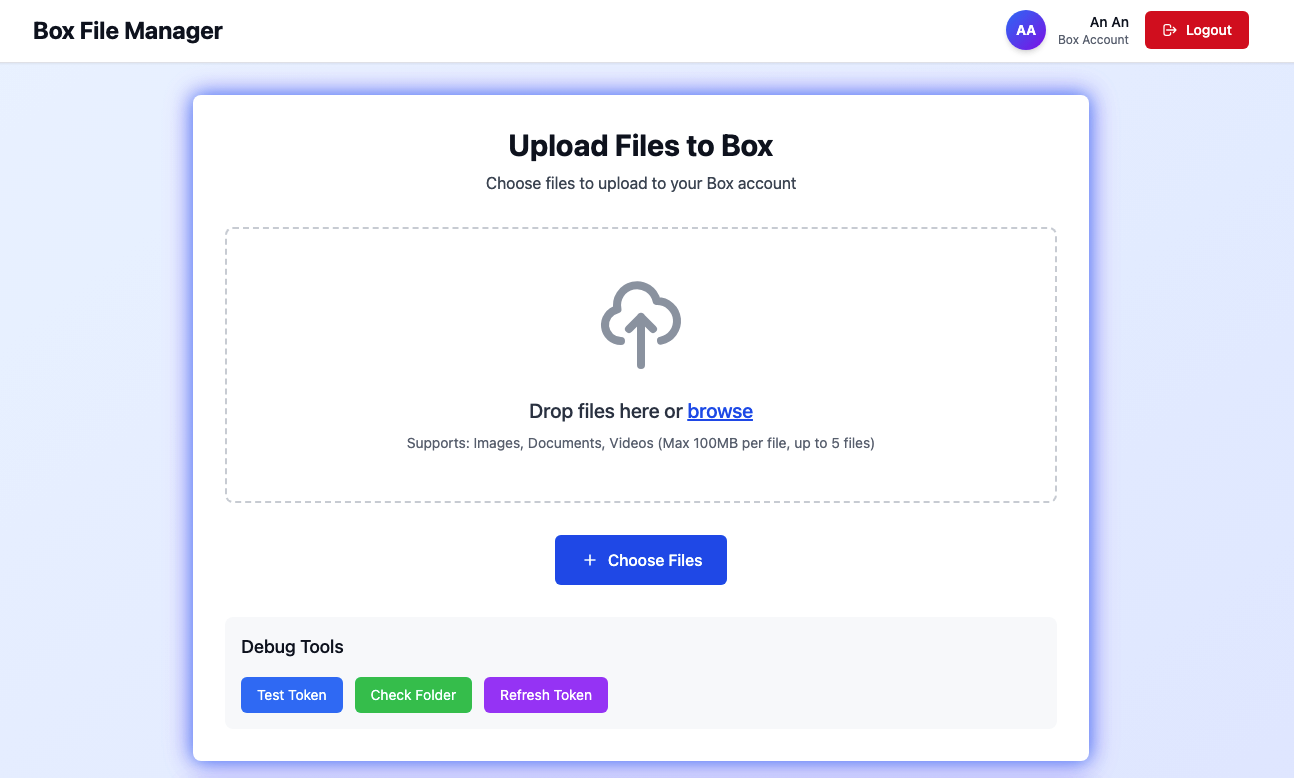 Box File Manager
AA
An An
Box Account
Logout
Upload Files to Box
Choose files to upload to your Box account
Drop files here or browse
Supports: Images, Documents, Videos (Max 100MB per file, up to 5 files)
+ Choose Files
Debug Tools
Test Token
Check Folder
Refresh Token